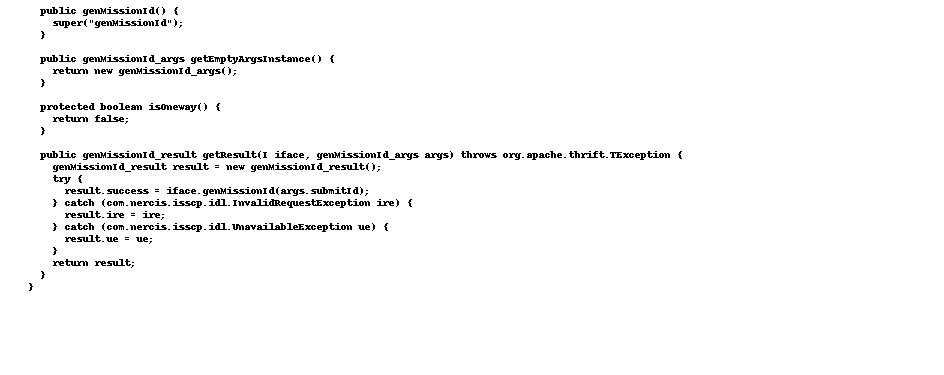 public genMissionId() {
super("genMissionId");
}
public genMissionId_args getEmptyArgsInstance() {
return new genMissionId_args();
}
protected boolean isOneway() {
return false;
}
public genMissionId_result getResult(I iface, genMissionId_args args) throws org.apache.thrift.TException {
genMissionId_result result = new genMissionId_result();
try {
result.success = iface.genMissionId(args.submitId);
} catch (com.nercis.isscp.idl.InvalidRequestException ire) {
result.ire = ire;
} catch (com.nercis.isscp.idl.UnavailableException ue) {
result.ue = ue;
}
return result;
}
}